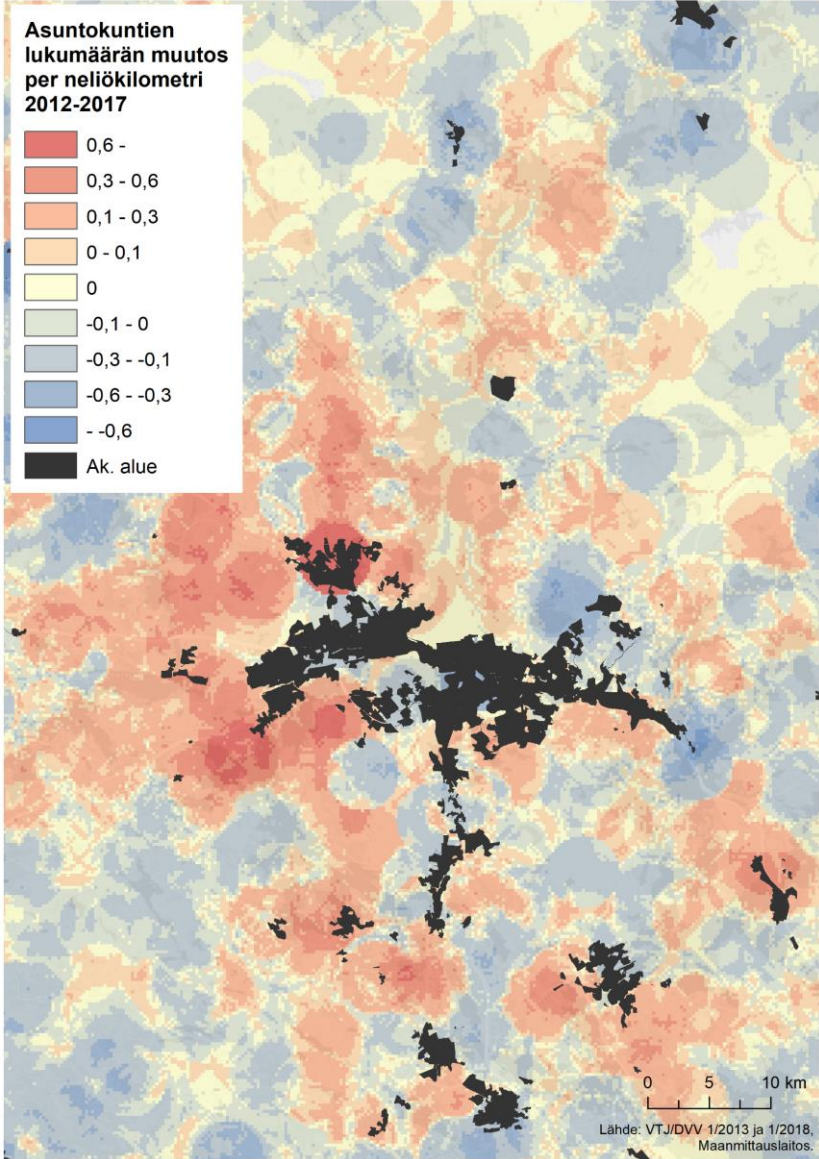 Asuntokuntien
lukumäärän muutos
per neliökilometri
2012-2017
0,6 -
0,3 - 0,6
0,1 - 0,3
0 - 0,1
0
-0,1 - 0
-0,3 - -0,1
-0,6 - -0,3
- -0,6
Ak. alue
0 5 10 km
Lähde: VTJ/DVV 1/2013 ja 1/2018,
Maanmittauslaitos.